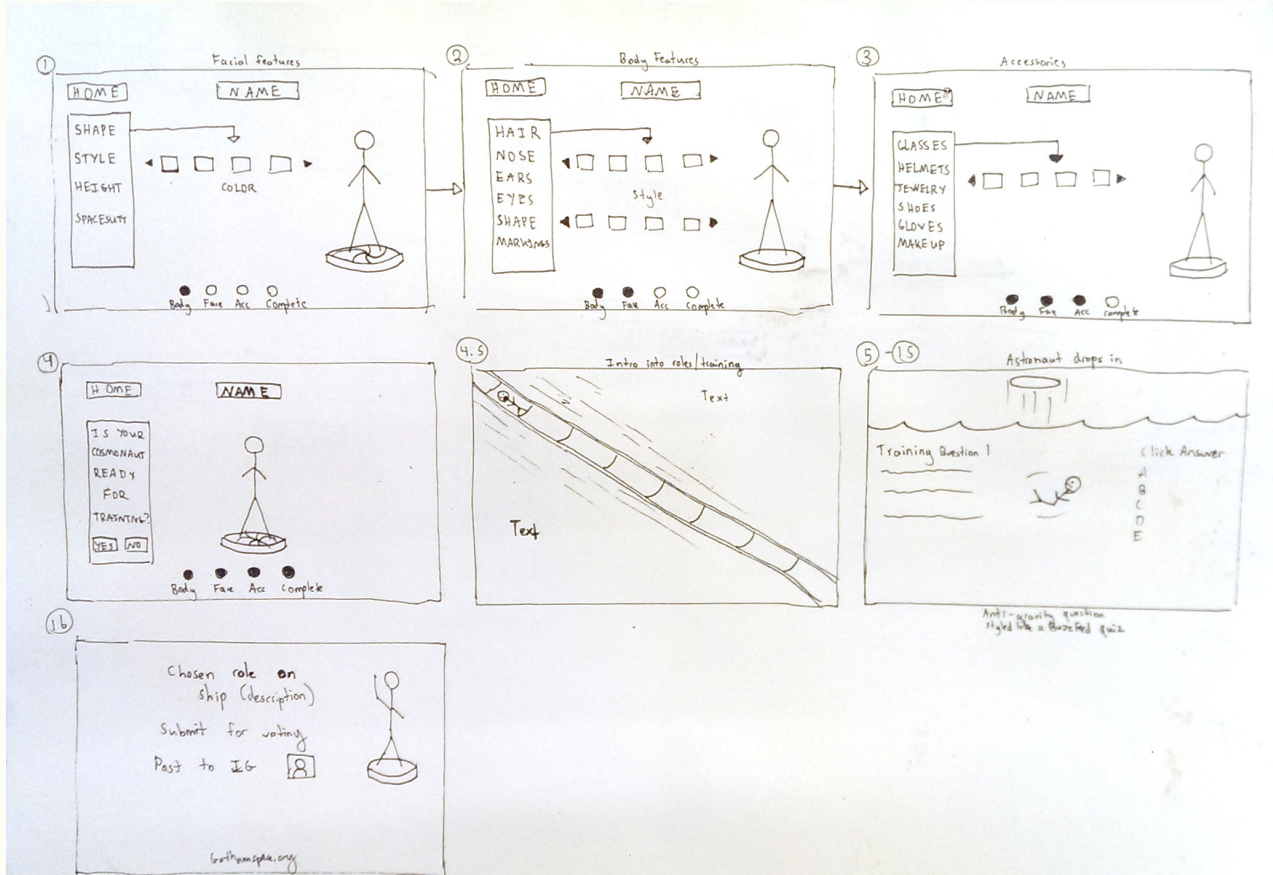 1
Facial features
HOME
NAME
SHAPE
STYLE
HEIGHT
SPACESUIT
COLOR
Body Face Acc Complete
2
Body Features
HOME
NAME
HAIR
NOSE
EARS
EYES
SHAPE
MARKINGS
Style
Body Face Acc Complete
3
Accessories
HOME
NAME
GLASSES
HELMETS
JEWELRY
SHOES
GLOVES
MAKEUP
Body Face Acc Complete
4
HOME
NAME
IS YOUR
COSMONAUT
READY
FOR
TRAINING?
YES NO
Body Face Acc Complete
4.5
Intro into roles/training
Text
Text
5-15
Astronaut drops in
Training Question 1
Click Answer
A
B
C
D
E
Anti-gravity question
styled like a BuzzFeed quiz
16
Chosen role on
ship (description)
Submit for voting
Post to IG
Gothamspace.org